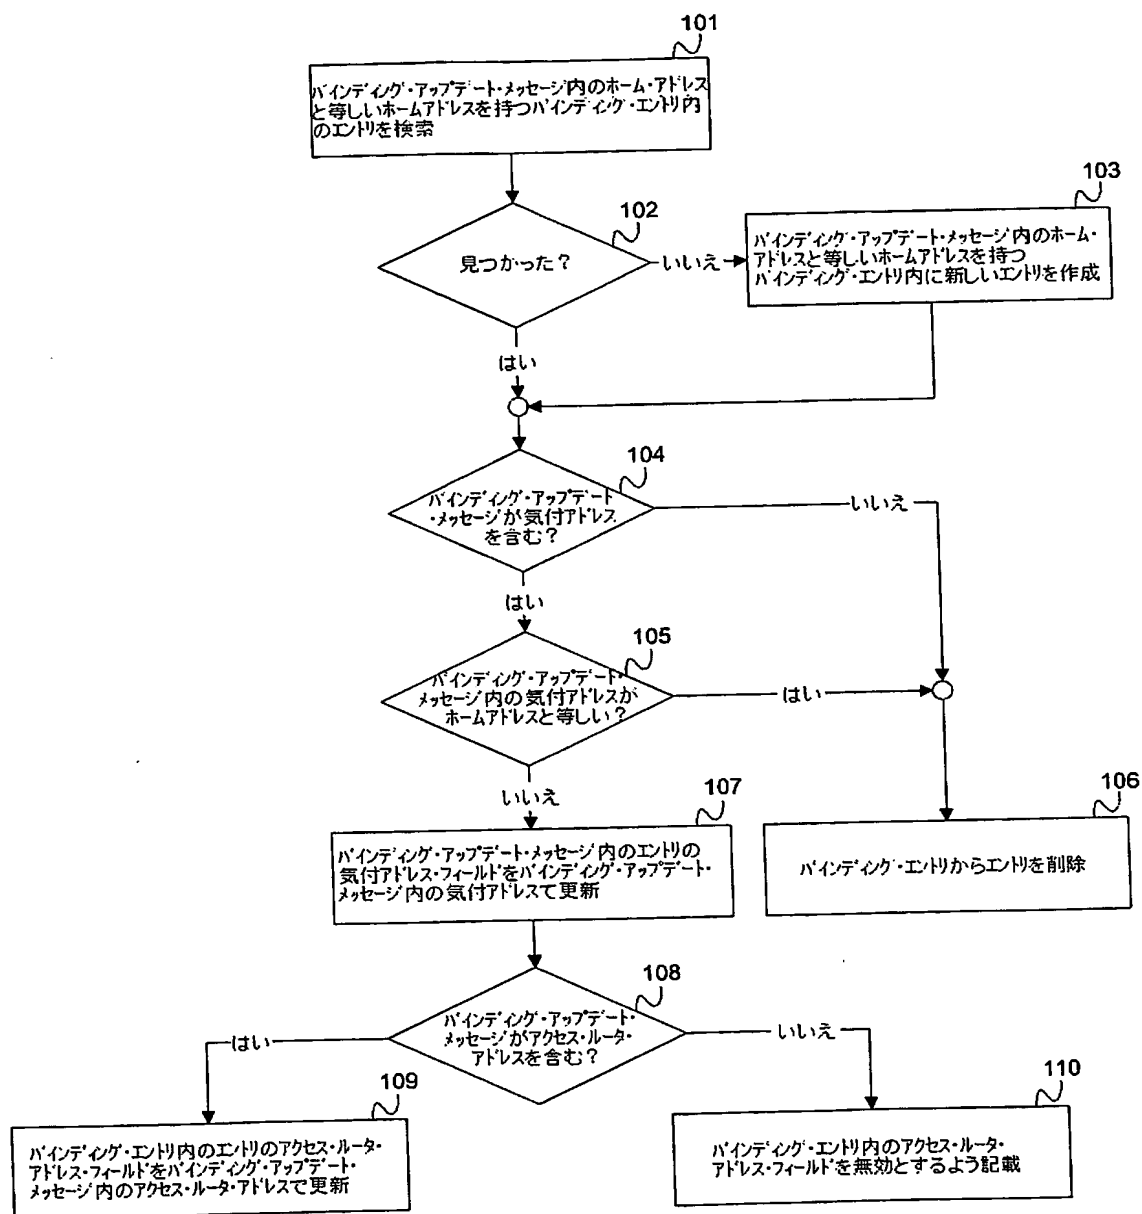 101
バインディング・アップデート・メッセージ内のホーム・アドレス
と等しいホームアドレスを持つバインディング・エントリ内
のエントリを検索
102
見つかった？
いいえ
103
バインディング・アップデート・メッセージ内のホーム・
アドレスと等しいホームアドレスを持つ
バインディング・エントリ内に新しいエントリを作成
はい
104
バインディング・アップデート
・メッセージが気付アドレス
を含む？
いいえ
はい
105
バインディング・アップデート・
メッセージ内の気付アドレスが
ホームアドレスと等しい？
はい
いいえ
106
バインディング・エントリからエントリを削除
107
バインディング・アップデート・メッセージ内のエントリの
気付アドレス・フィールドをバインディング・アップデート・
メッセージ内の気付アドレスで更新
108
バインディング・アップデート・
メッセージがアクセス・ルータ・
アドレスを含む？
はい
いいえ
109
バインディング・エントリ内のエントリのアクセス・ルータ・
アドレス・フィールドをバインディング・アップデート・
メッセージ内のアクセス・ルータ・アドレスで更新
110
バインディング・エントリ内のアクセス・ルータ・
アドレス・フィールドを無効とするよう記載